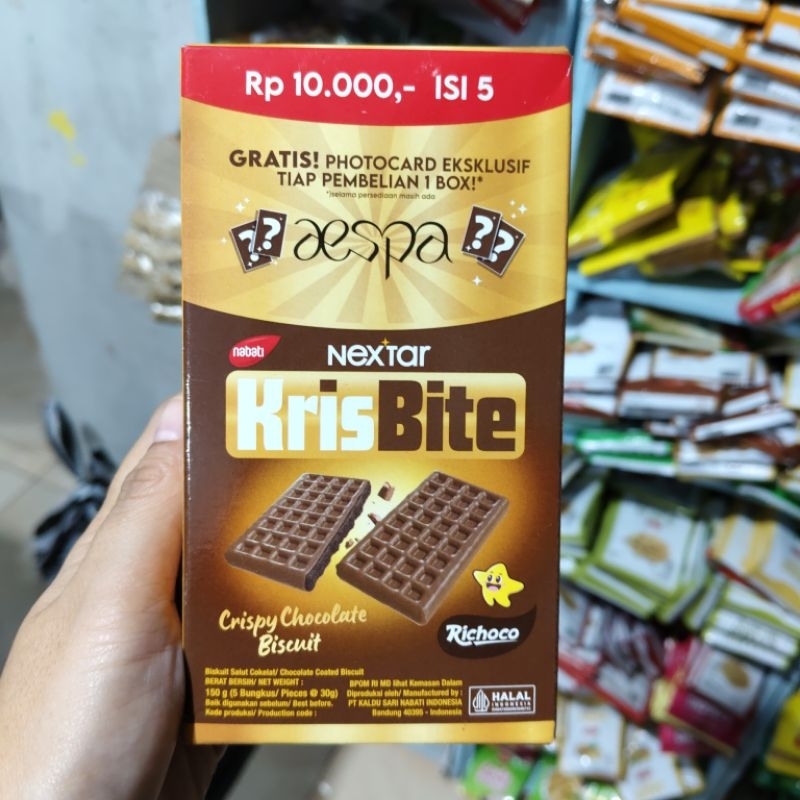 Rp 10.000,- ISI 5
GRATIS! PHOTOCARD EKSKLUSIF
TIAP PEMBELIAN 1 BOX!*
*)selama persediaan masih ada
? ? aespa ? ?
nabati
NEXTAR
KrisBite
Crispy Chocolate
Biscuit
Richoco
Biskuit Salut Cokelat/ Chocolate Coated Biscuit
BERAT BERSIH/ NET WEIGHT :
150 g (5 Bungkus/ Pieces @ 30g)
Baik digunakan sebelum/ Best before.
Kode produksi/ Production code :
BPOM RI MD lihat Kemasan Dalam
Diproduksi oleh/ Manufactured by :
PT KALDU SARI NABATI INDONESIA
Bandung 40395 - Indonesia
HALAL
INDONESIA